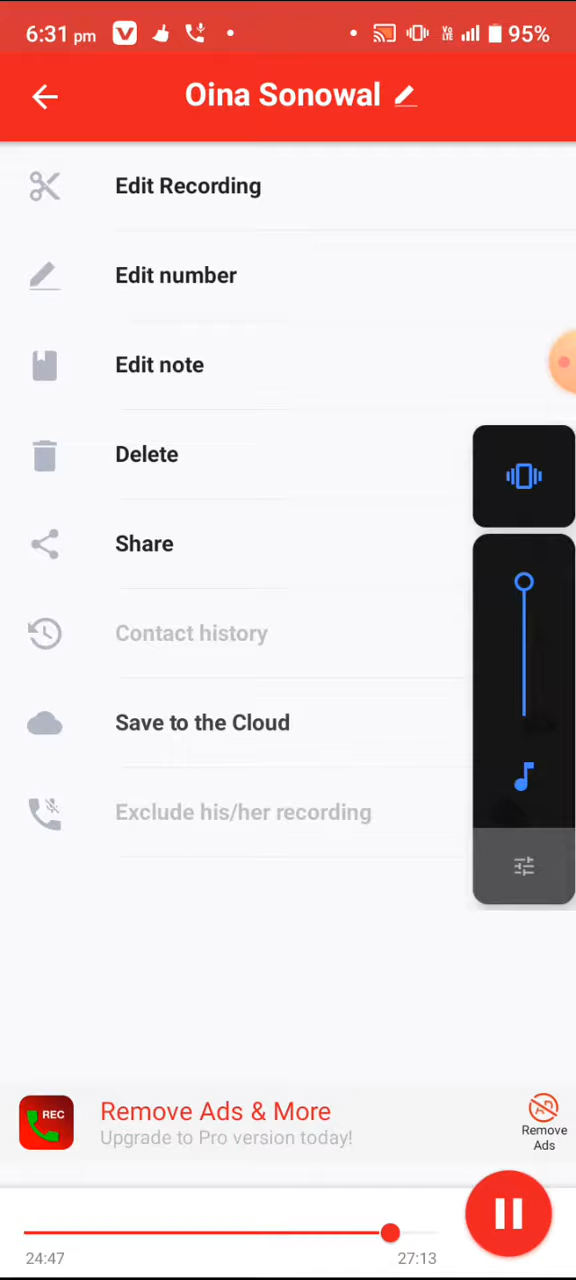 6:31 pm
95%
Oina Sonowal
Edit Recording
Edit number
Edit note
Delete
Share
Contact history
Save to the Cloud
Exclude his/her recording
REC
Remove Ads & More
Upgrade to Pro version today!
Remove
Ads
24:47
27:13